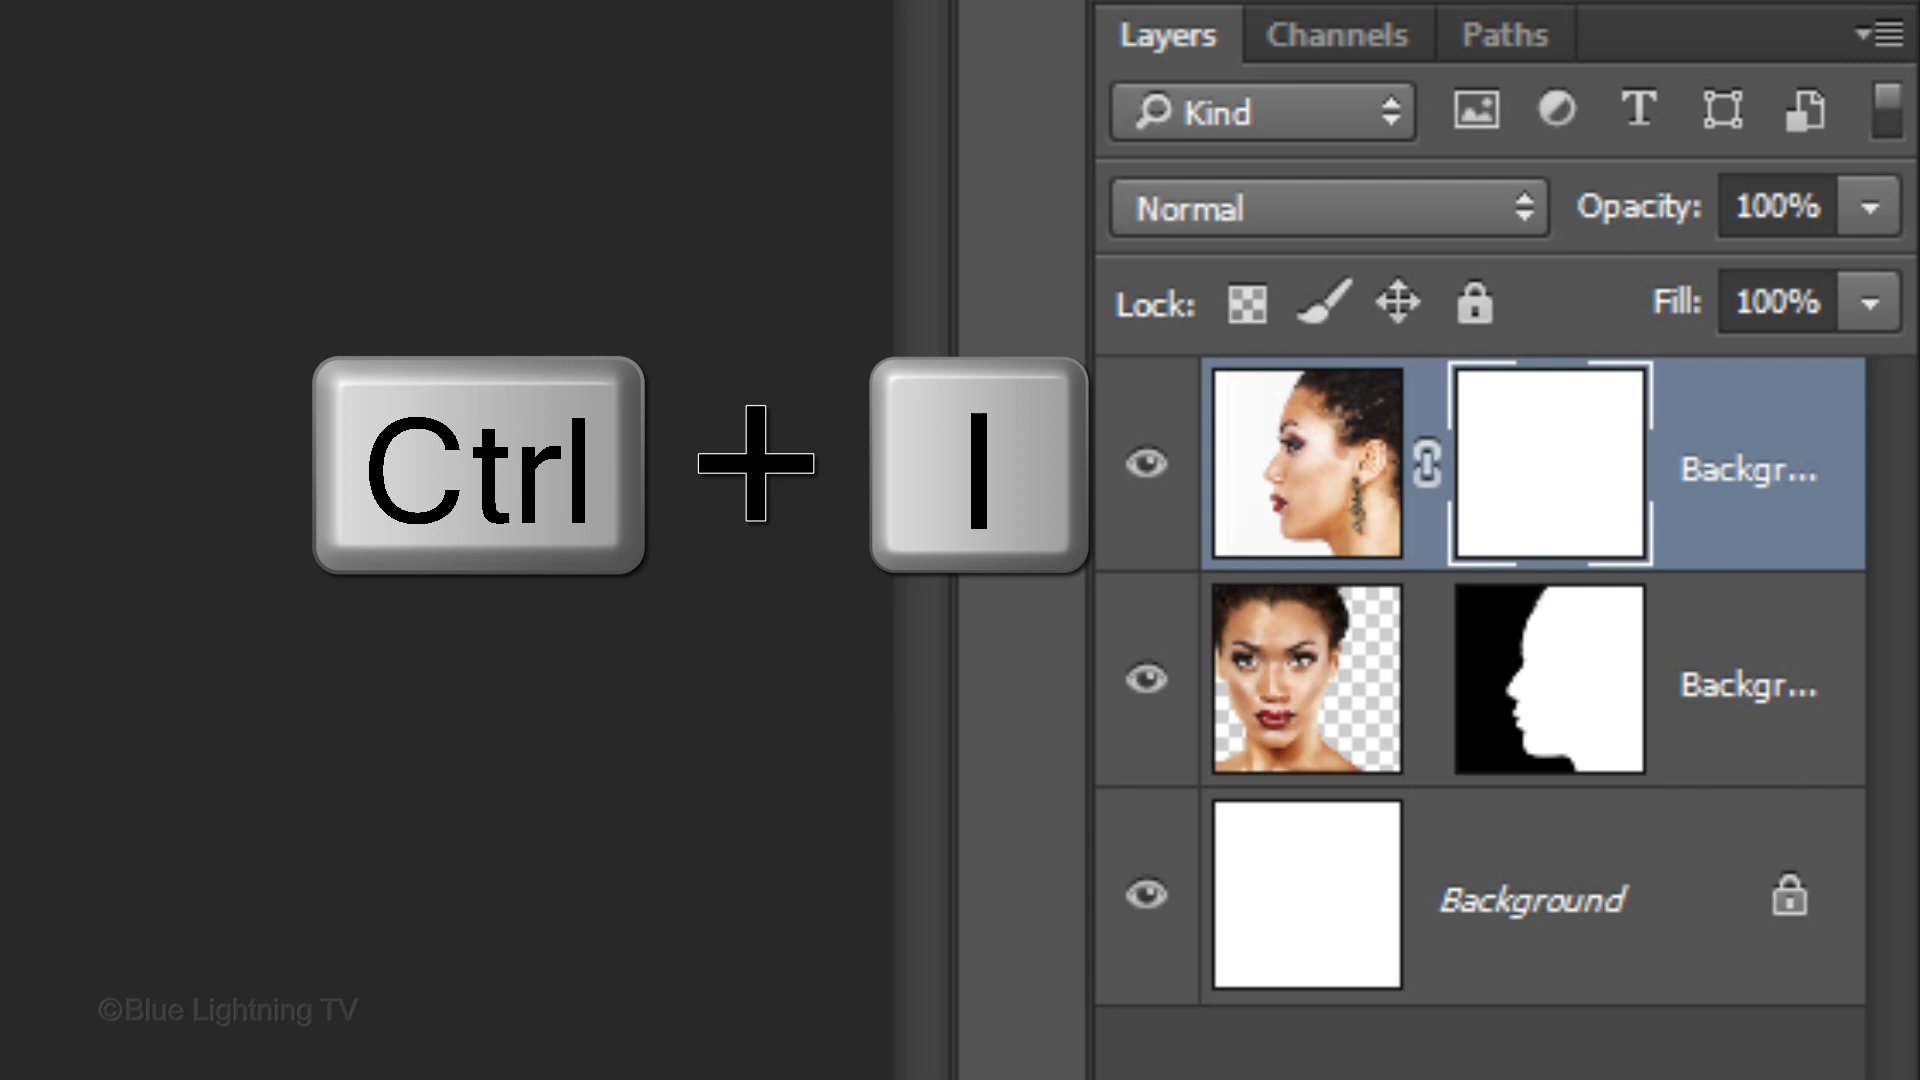 Layers Channels Paths
Kind
Normal Opacity: 100%
Lock: Fill: 100%
Ctrl + I
Backgr...
Backgr...
Background
©Blue Lightning TV